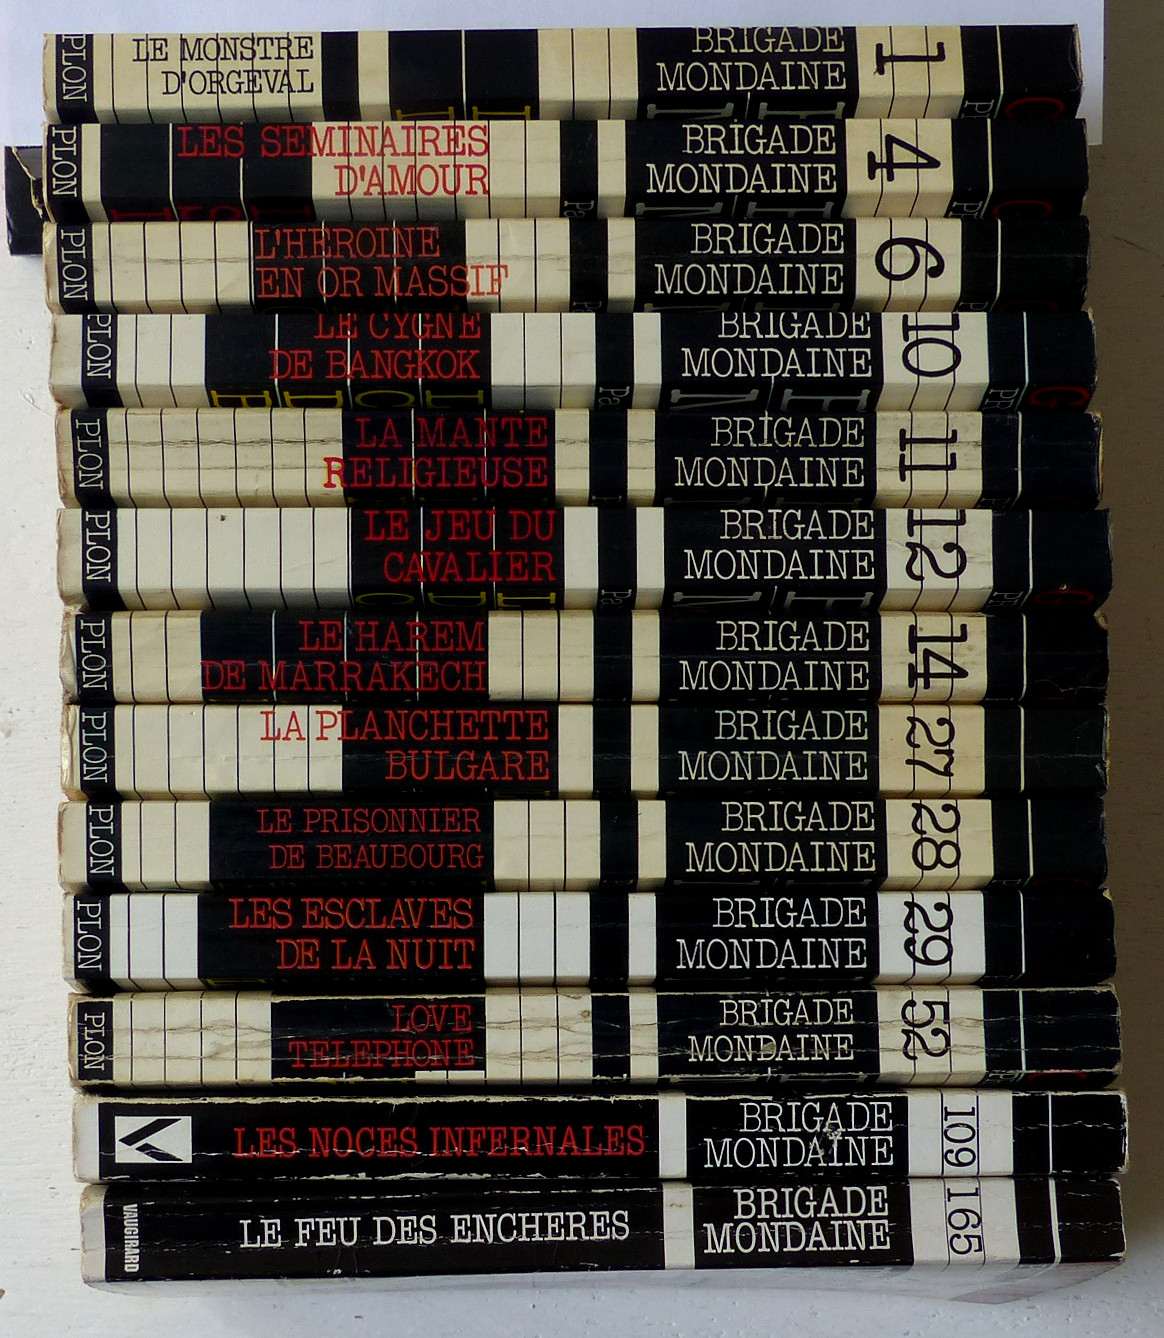 PLON
LE MONSTRE
D'ORGEVAL
BRIGADE
MONDAINE
1
PLON
LES SEMINAIRES
D'AMOUR
BRIGADE
MONDAINE
4
PLON
L'HEROINE
EN OR MASSIF
BRIGADE
MONDAINE
6
PLON
LE CYGNE
DE BANGKOK
BRIGADE
MONDAINE
10
PLON
LA MANTE
RELIGIEUSE
BRIGADE
MONDAINE
11
PLON
LE JEU DU
CAVALIER
BRIGADE
MONDAINE
12
PLON
LE HAREM
DE MARRAKECH
BRIGADE
MONDAINE
14
PLON
LA PLANCHETTE
BULGARE
BRIGADE
MONDAINE
27
PLON
LE PRISONNIER
DE BEAUBOURG
BRIGADE
MONDAINE
28
PLON
LES ESCLAVES
DE LA NUIT
BRIGADE
MONDAINE
29
PLON
LOVE
TELEPHONE
BRIGADE
MONDAINE
52
LES NOCES INFERNALES
BRIGADE
MONDAINE
109
VAUGIRARD
LE FEU DES ENCHERES
BRIGADE
MONDAINE
165